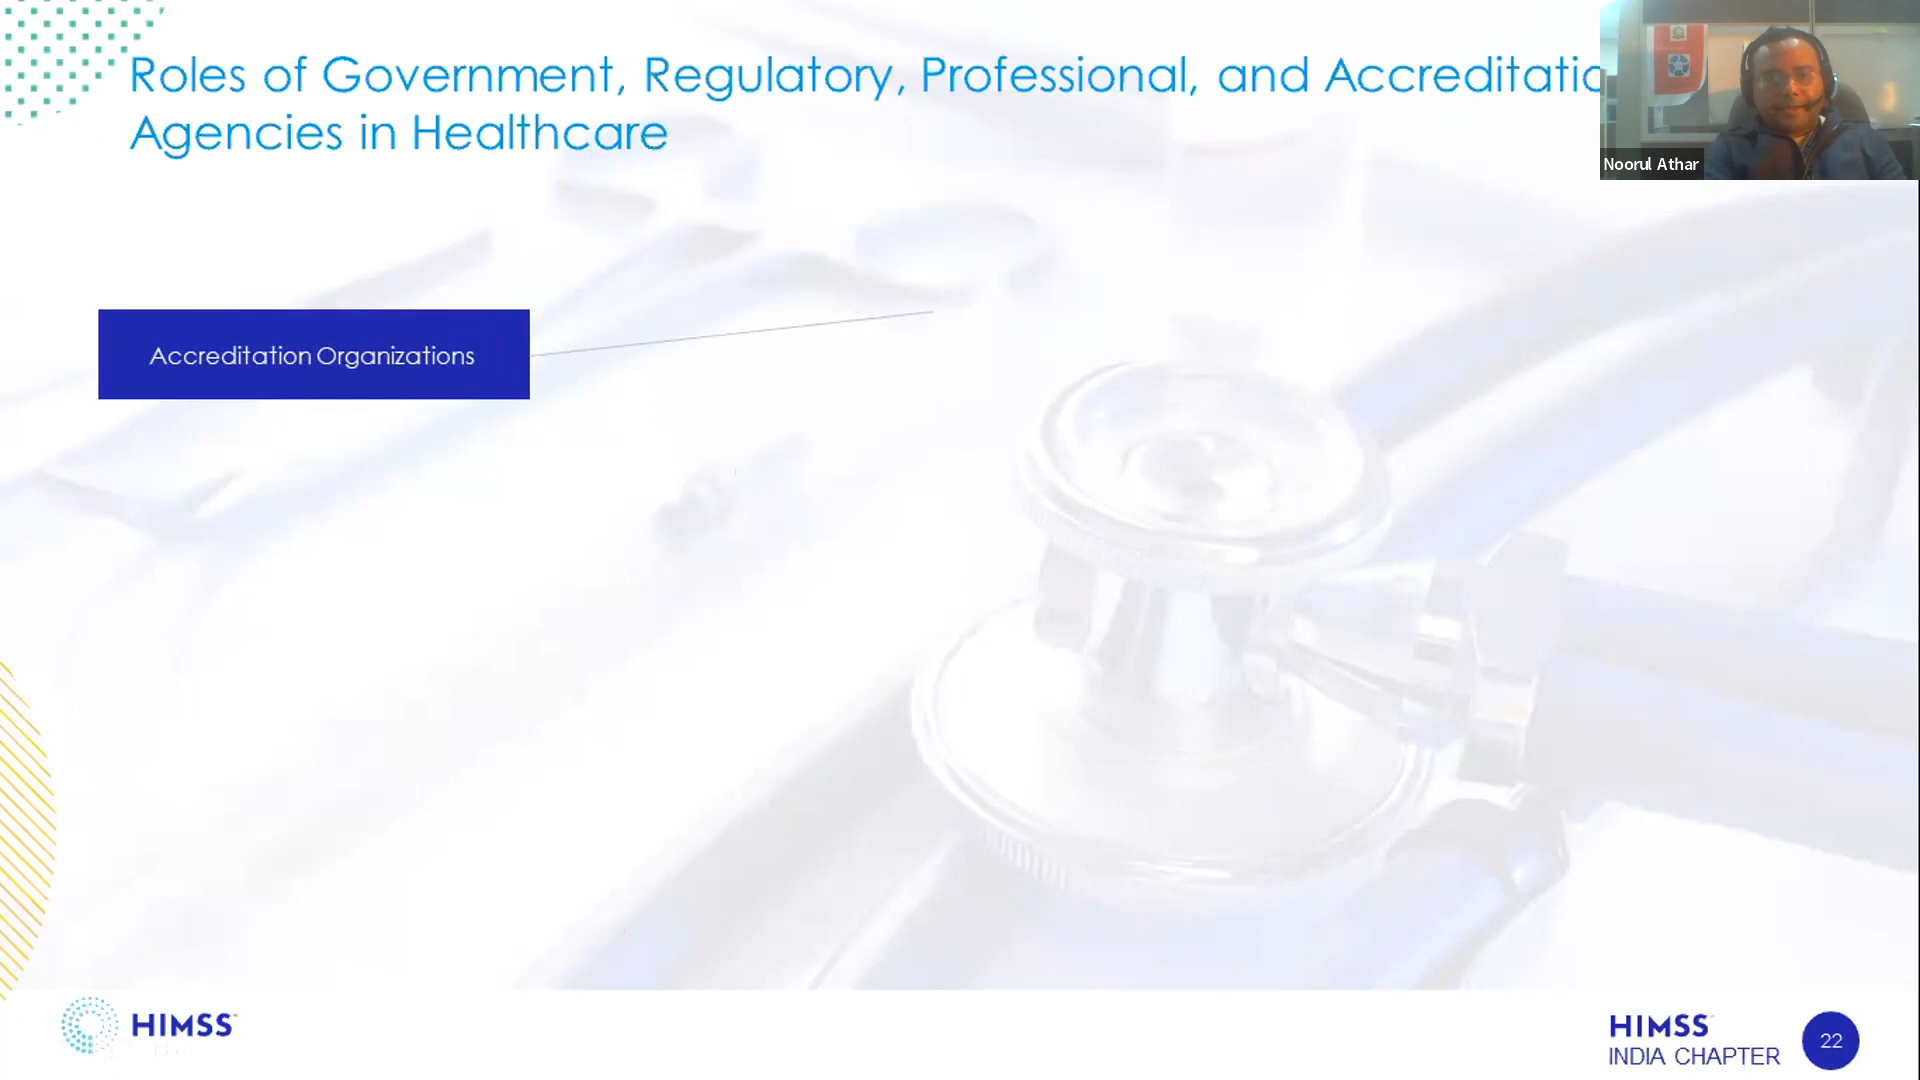 Roles of Government, Regulatory, Professional, and Accreditatio
Agencies in Healthcare
Noorul Athar
Accreditation Organizations
HIMSS
HIMSS
INDIA CHAPTER
22